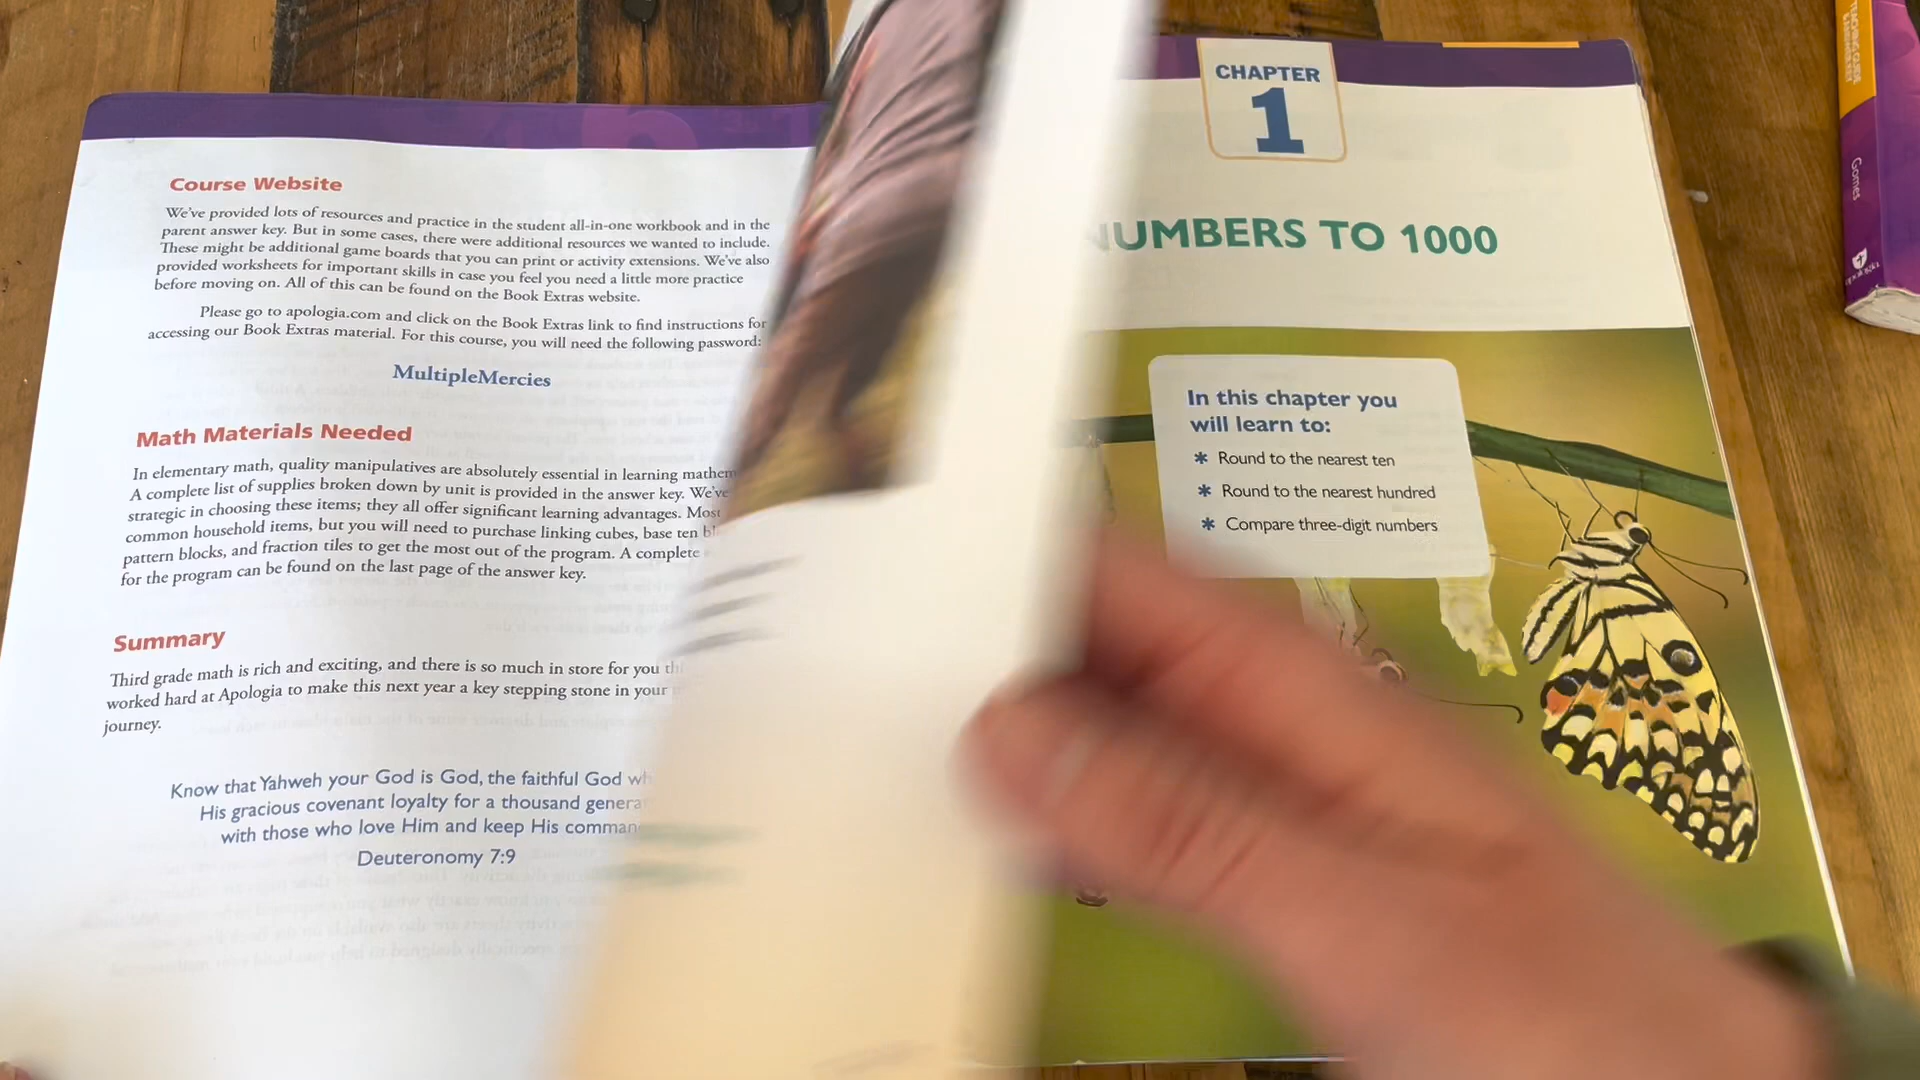 Course Website
We've provided lots of resources and practice in the student all-in-one workbook and in the
parent answer key. But in some cases, there were additional resources we wanted to include.
These might be additional game boards that you can print or activity extensions. We've also
provided worksheets for important skills in case you feel you need a little more practice
before moving on. All of this can be found on the Book Extras website.
Please go to apologia.com and click on the Book Extras link to find instructions for
accessing our Book Extras material. For this course, you will need the following password:
MultipleMercies
Math Materials Needed
In elementary math, quality manipulatives are absolutely essential in learning
A complete list of supplies broken down by unit is provided in the answer key. We've
strategic in choosing these items; they all offer significant learning advantages. Most
common household items, but you will need to purchase linking cubes, base ten
pattern blocks, and fraction tiles to get the most out of the program. A complete
for the program can be found on the last page of the answer key.
Summary
Third grade math is rich and exciting, and there is so much in store for you
worked hard at Apologia to make this next year a key stepping stone in your
journey.
Know that Yahweh your God is God, the faithful God
His gracious covenant loyalty for a thousand
with those who love Him and keep His
Deuteronomy 7:9
CHAPTER
1
NUMBERS TO 1000
In this chapter you
will learn to:
* Round to the nearest ten
* Round to the nearest hundred
* Compare three-digit numbers
TEACHING GUIDE
& ANSWER KEY
Gomes
apologia